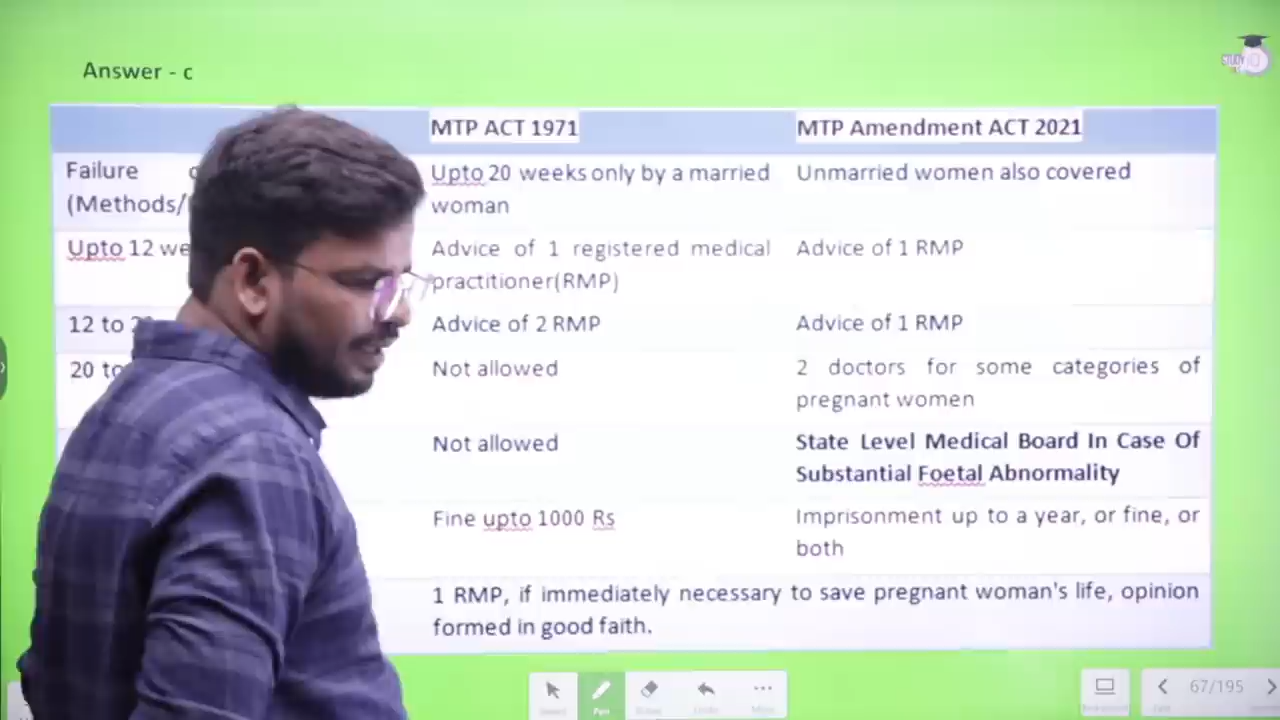 Answer - c
MTP ACT 1971
MTP Amendment ACT 2021
Failure
(Methods/
Upto 20 weeks only by a married
woman
Unmarried women also covered
Upto 12
Advice of 1 registered medical
practitioner(RMP)
Advice of 1 RMP
12 to
Advice of 2 RMP
Advice of 1 RMP
20 to
Not allowed
2 doctors for some categories of
pregnant women
Not allowed
State Level Medical Board In Case Of
Substantial Foetal Abnormality
Fine upto 1000 Rs
Imprisonment up to a year, or fine, or
both
1 RMP, if immediately necessary to save pregnant woman's life, opinion
formed in good faith.
STUDY IQ
Pen
67/195